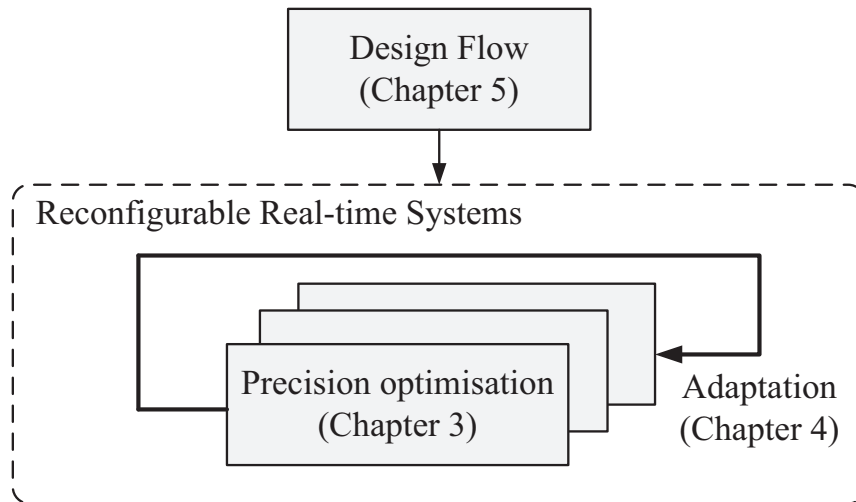 Design Flow
(Chapter 5)
Reconfigurable Real-time Systems
Precision optimisation
(Chapter 3)
Adaptation
(Chapter 4)